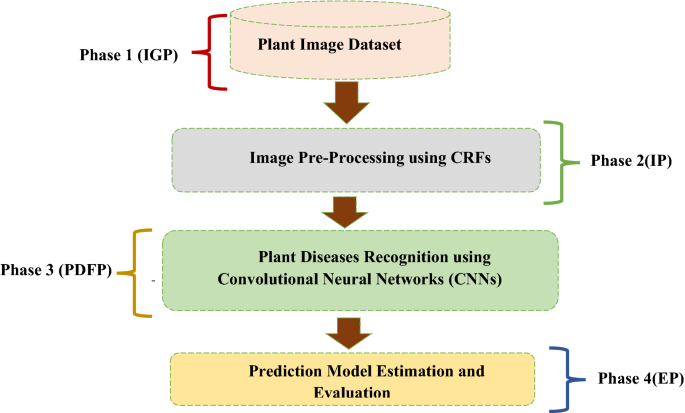 Plant Image Dataset
Phase 1 (IGP)
Image Pre-Processing using CRFs
Phase 2(IP)
Plant Diseases Recognition using
Convolutional Neural Networks (CNNs)
Phase 3 (PDFP)
-
Prediction Model Estimation and
Evaluation
Phase 4(EP)